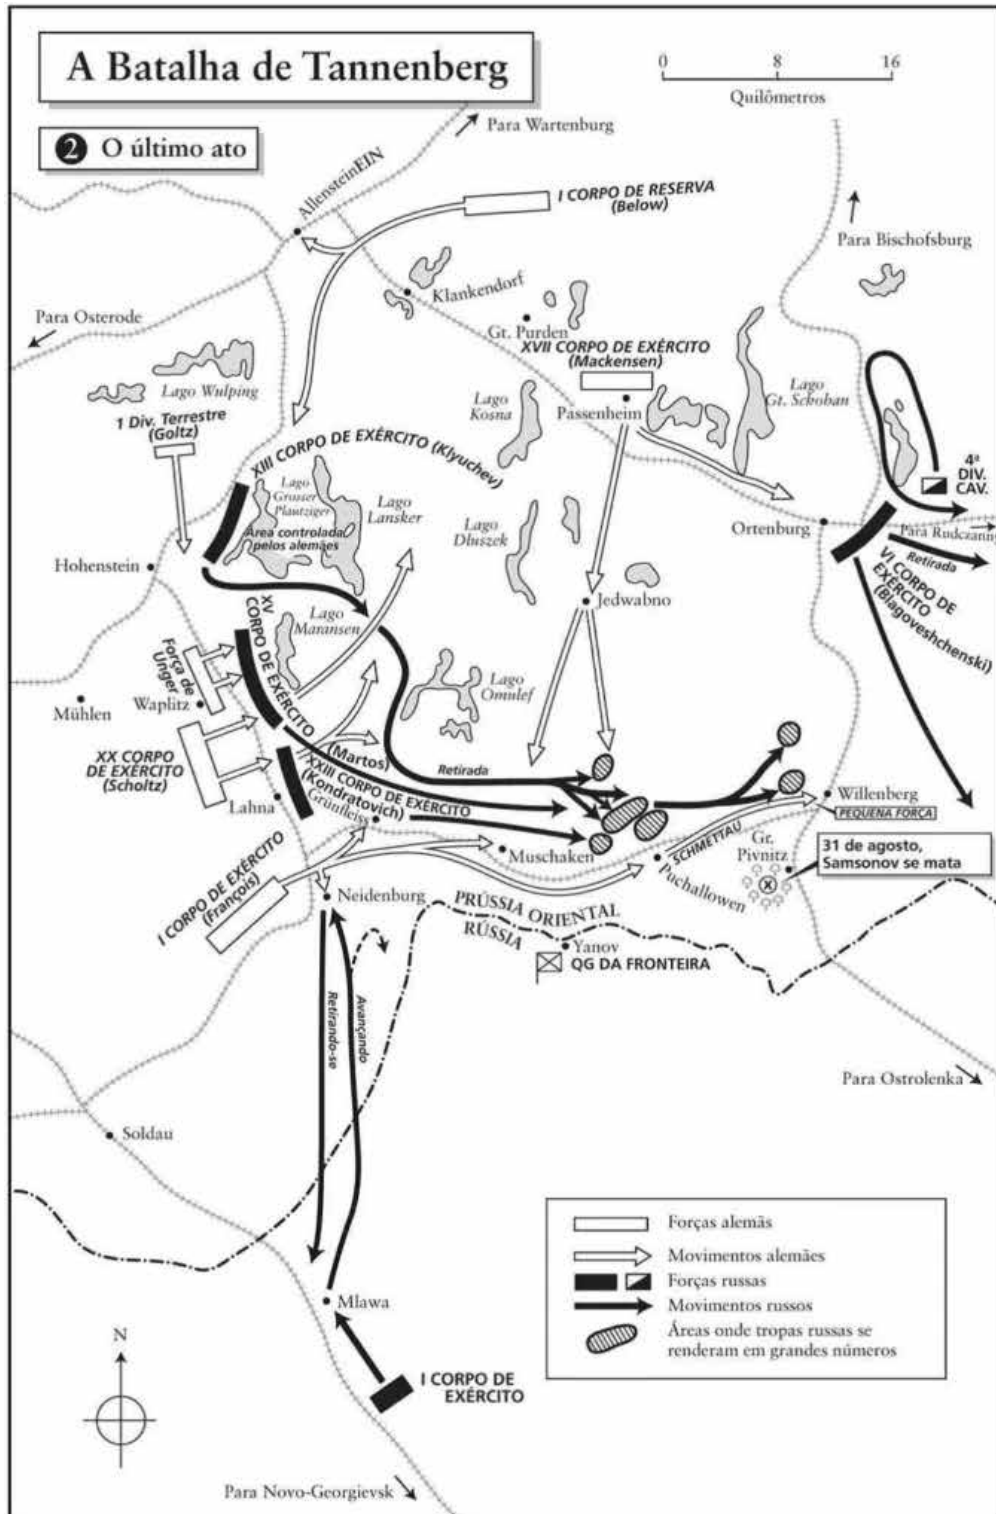 A Batalha de Tannenberg
0 8 16
Quilômetros
2 O último ato
Para Wartenburg
AllensteinEIN
I CORPO DE RESERVA
(Below)
Para Bischofsburg
Klankendorf
Para Osterode
Gt. Purden
XVII CORPO DE EXÉRCITO
(Mackensen)
Lago Wulping
Lago
Kosna
Passenheim
Lago
Gt. Schoban
1 Div. Terrestre
(Goltz)
XIII CORPO DE EXÉRCITO (Klyuchev)
4ª
DIV.
CAV.
Lago
Grosser
Plautziger
Lago
Lansker
Área controlada
pelos alemães
Lago
Dluszek
Ortenburg
Para Rudczanny
Retirada
Hohenstein
VI CORPO DE
EXÉRCITO
(Blagoveshchenski)
Jedwabno
XV
CORPO DE EXÉRCITO
(Martos)
Lago
Maransen
Força de
Unger
Lago
Omulef
Mühlen
Waplitz
XX CORPO
DE EXÉRCITO
(Scholtz)
Retirada
XXIII CORPO DE EXÉRCITO
(Kondratovich)
Lahna
Grünfleiss
Willenberg
PEQUENA FORÇA
SCHMETTAU
Muschaken
Gr.
Pivnitz
31 de agosto,
Samsonov se mata
Puchallowen
I CORPO DE EXÉRCITO
(François)
Neidenburg
PRÚSSIA ORIENTAL
RÚSSIA
Yanov
QG DA FRONTEIRA
Retirando-se
Avançando
Para Ostrolenka
Soldau
Forças alemãs
Movimentos alemães
Forças russas
Movimentos russos
Áreas onde tropas russas se
renderam em grandes números
Mlawa
N
I CORPO DE
EXÉRCITO
Para Novo-Georgievsk